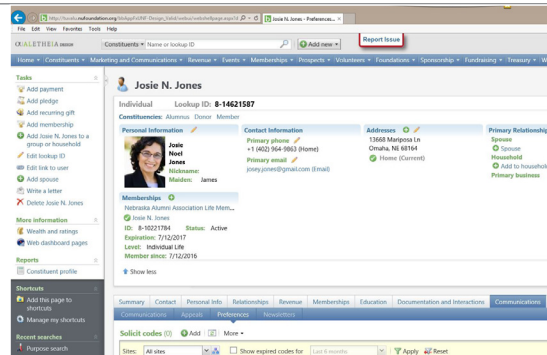 http://localu.nufoundation.org/bbAppFxUNF-Design_Valid/webui/webshellpage.aspx?d
Josie N. Jones - Preferences...
File Edit View Favorites Tools Help
Report Issue
Constituents
Name or lookup ID
Add new
Home
Constituents
Marketing and Communications
Revenue
Events
Memberships
Prospects
Volunteers
Foundations
Sponsorship
Fundraising
Treasury
Tasks
Add payment
Add pledge
Add recurring gift
Add membership
Add Josie N. Jones to a
group or household
Edit lookup ID
Edit link to user
Add spouse
Write a letter
Delete Josie N. Jones
More information
Wealth and ratings
Web dashboard pages
Reports
Constituent profile
Shortcuts
Add this page to
shortcuts
Manage my shortcuts
Recent searches
Purpose search
Josie N. Jones
Individual Lookup ID: 8-14621587
Constituencies: Alumnus Donor Member
Personal Information
Josie
Noel
Jones
Nickname:
Maiden: James
Contact Information
Primary phone
+1 (402) 964-9863 (Home)
Primary email
josey.jones@gmail.com (Email)
Addresses
13668 Mariposa Ln
Omaha, NE 68164
Home (Current)
Primary Relationship
Spouse
Spouse
Household
Add to household
Primary business
Memberships
Nebraska Alumni Association Life Mem...
Josie N. Jones
ID: 8-10221784 Status: Active
Expiration: 7/12/2017
Level: Individual Life
Member since: 7/12/2016
Show less
Summary Contact Personal Info Relationships Revenue Memberships Education Documentation and Interactions Communications
Communications Appeals Preferences Newsletters
Solicit codes (0) Add More
Sites: All sites Show expired codes for Last 6 months Apply Reset